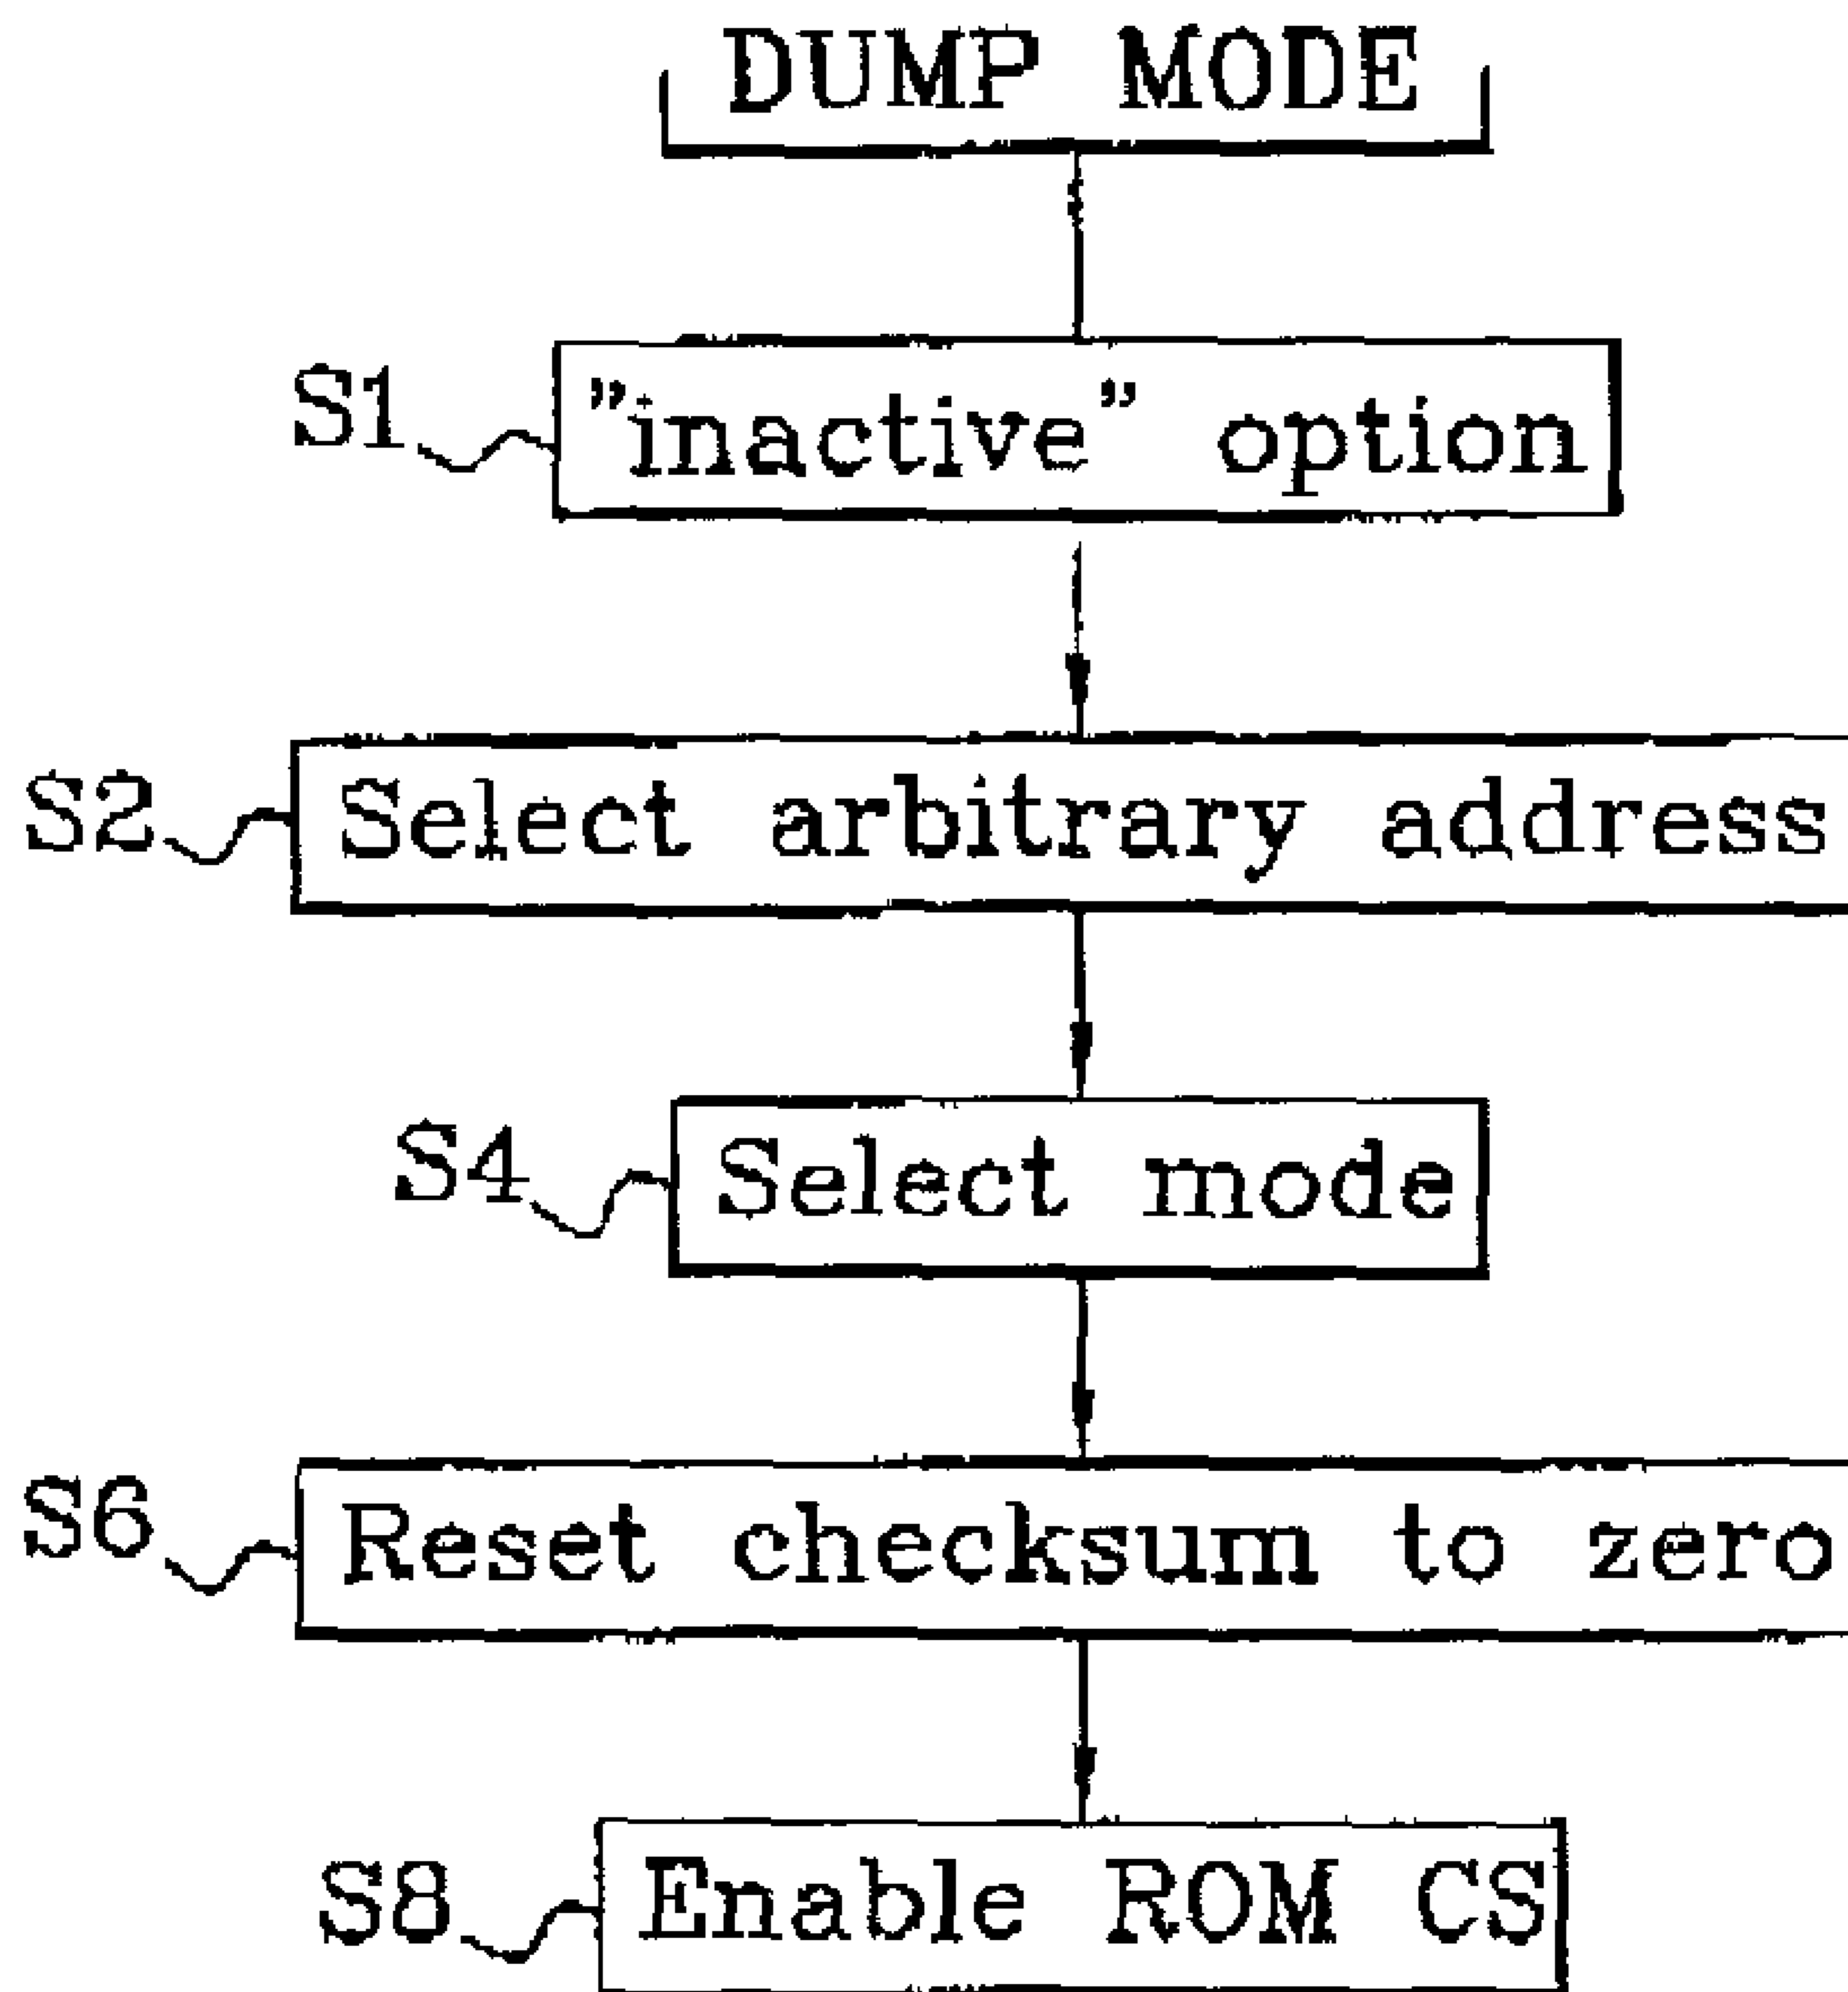 DUMP MODE
S1 "inactive" option
S2 Select arbitrary address
S4 Select mode
S6 Reset checksum to zero
S8 Enable ROM CS